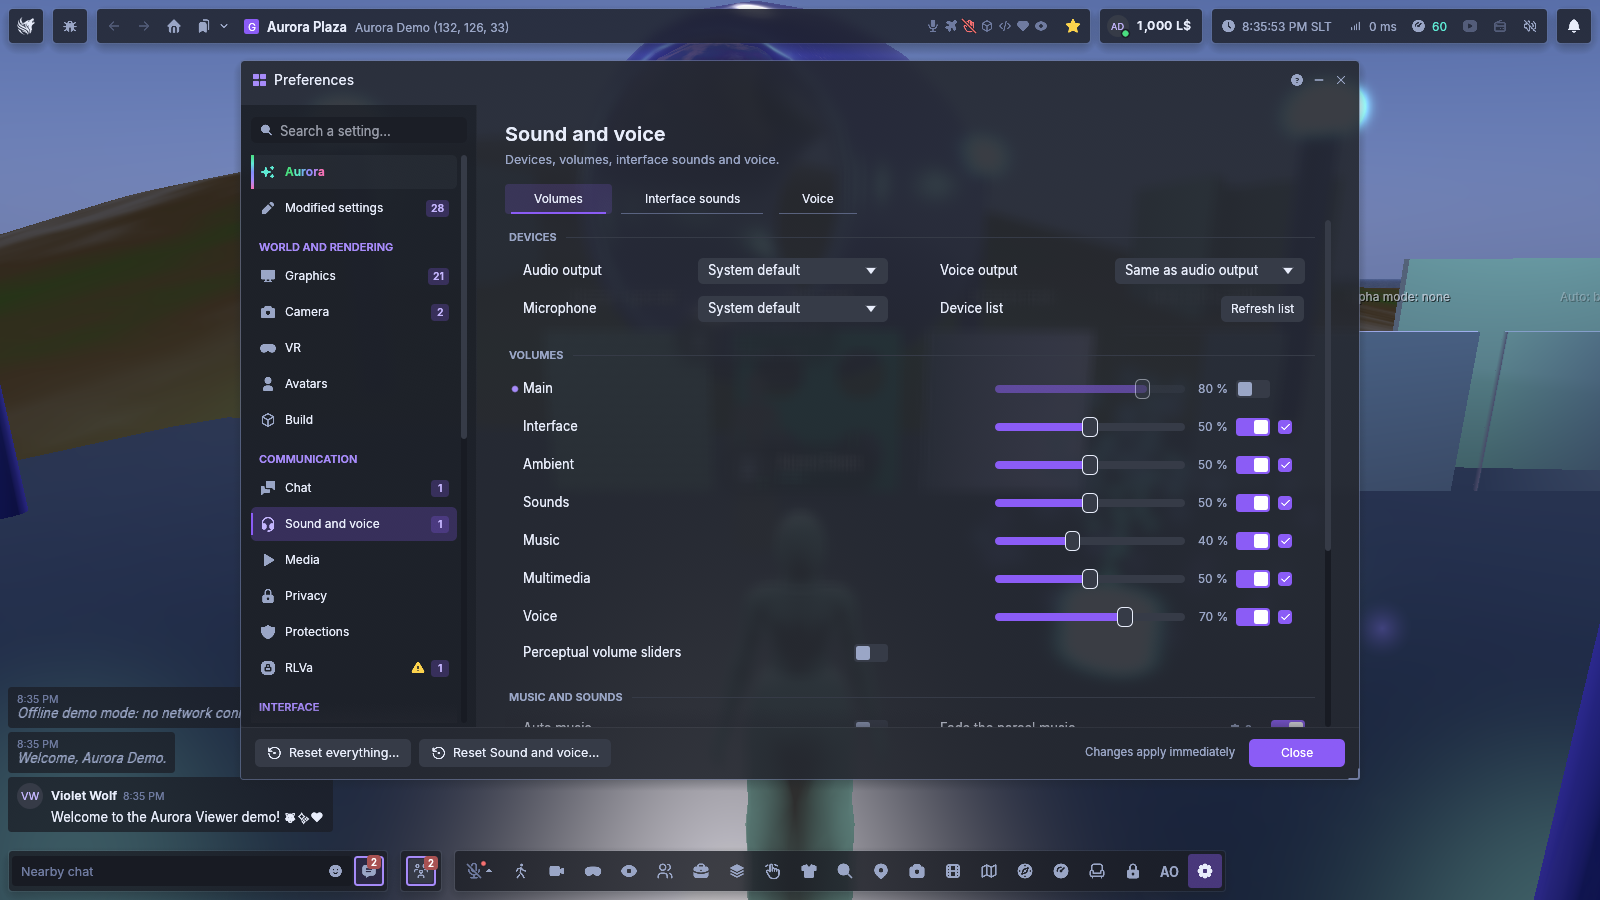 G Aurora Plaza Aurora Demo (132, 126, 33)
AD 1,000 L$
8:35:53 PM SLT 0 ms 60
Preferences
Search a setting...
Aurora
Modified settings 28
WORLD AND RENDERING
Graphics 21
Camera 2
VR
Avatars
Build
COMMUNICATION
Chat 1
Sound and voice 1
Media
Privacy
Protections
RLVa 1
INTERFACE
Sound and voice
Devices, volumes, interface sounds and voice.
Volumes Interface sounds Voice
DEVICES
Audio output System default Voice output Same as audio output
Microphone System default Device list Refresh list
VOLUMES
Main 80 %
Interface 50 %
Ambient 50 %
Sounds 50 %
Music 40 %
Multimedia 50 %
Voice 70 %
Perceptual volume sliders
MUSIC AND SOUNDS
Auto music Fade the parcel music
Reset everything... Reset Sound and voice... Changes apply immediately Close
pha mode: none Auto: b
8:35 PM
Offline demo mode: no network con
8:35 PM
Welcome, Aurora Demo.
VW Violet Wolf 8:35 PM
Welcome to the Aurora Viewer demo!
Nearby chat 2 2 AO